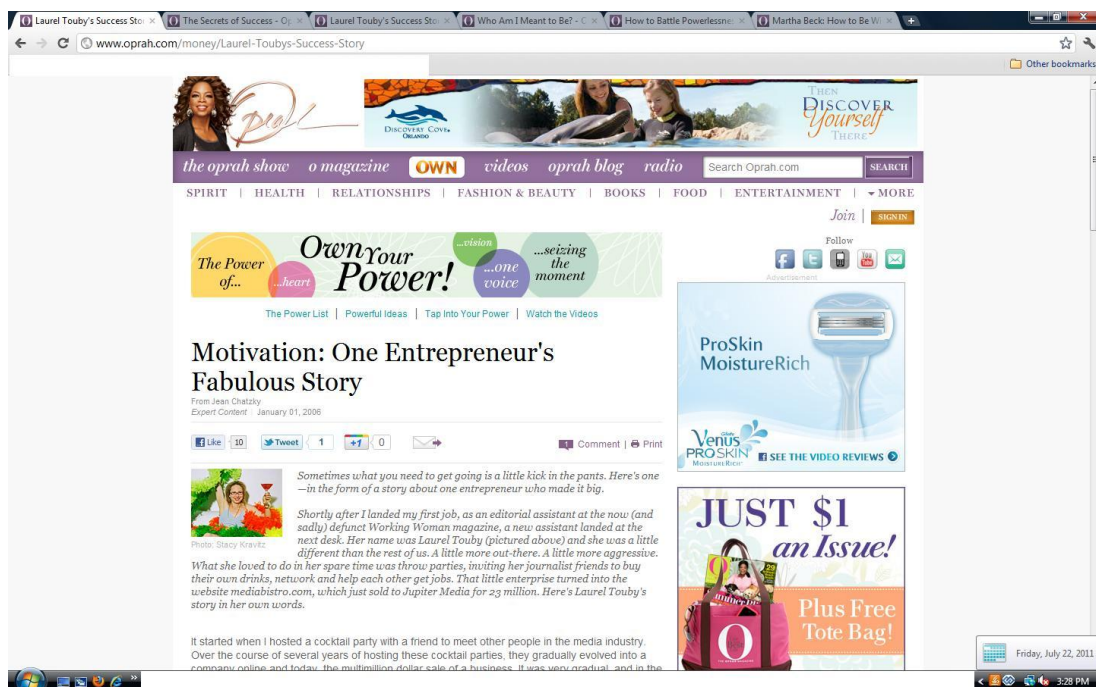 Laurel Touby's Success Sto
The Secrets of Success - Op
Laurel Touby's Success Sto
Who Am I Meant to Be? - O
How to Battle Powerlessnes
Martha Beck: How to Be Wi
www.oprah.com/money/Laurel-Toubys-Success-Story
Other bookmarks
Oprah
DISCOVERY COVE
ORLANDO
THEN
DISCOVER
Yourself
THERE
the oprah show o magazine OWN videos oprah blog radio Search Oprah.com SEARCH
SPIRIT | HEALTH | RELATIONSHIPS | FASHION & BEAUTY | BOOKS | FOOD | ENTERTAINMENT | MORE
Join | SIGN IN
The Power
of...
...heart
Own Your
Power!
...vision
...one
voice
...seizing
the
moment
Follow
You
Tube
Advertisement
The Power List | Powerful Ideas | Tap Into Your Power | Watch the Videos
Motivation: One Entrepreneur's
Fabulous Story
From Jean Chatzky
Expert Content | January 01, 2006
Like 10 Tweet 1 +1 0 Comment | Print
Sometimes what you need to get going is a little kick in the pants. Here's one
—in the form of a story about one entrepreneur who made it big.
Shortly after I landed my first job, as an editorial assistant at the now (and
sadly) defunct Working Woman magazine, a new assistant landed at the
next desk. Her name was Laurel Touby (pictured above) and she was a little
different than the rest of us. A little more out-there. A little more aggressive.
Photo: Stacy Kravitz
What she loved to do in her spare time was throw parties, inviting her journalist friends to buy
their own drinks, network and help each other get jobs. That little enterprise turned into the
website mediabistro.com, which just sold to Jupiter Media for 23 million. Here's Laurel Touby's
story in her own words.
It started when I hosted a cocktail party with a friend to meet other people in the media industry.
Over the course of several years of hosting these cocktail parties, they gradually evolved into a
company online and today, the multimillion dollar sale of a business. It was very gradual, and in the
ProSkin
MoistureRich
Gillette
Venus
PROSKIN
MOISTURERICH
SEE THE VIDEO REVIEWS
JUST $1
an Issue!
Plus Free
Tote Bag!
O
Friday, July 22, 2011
3:28 PM